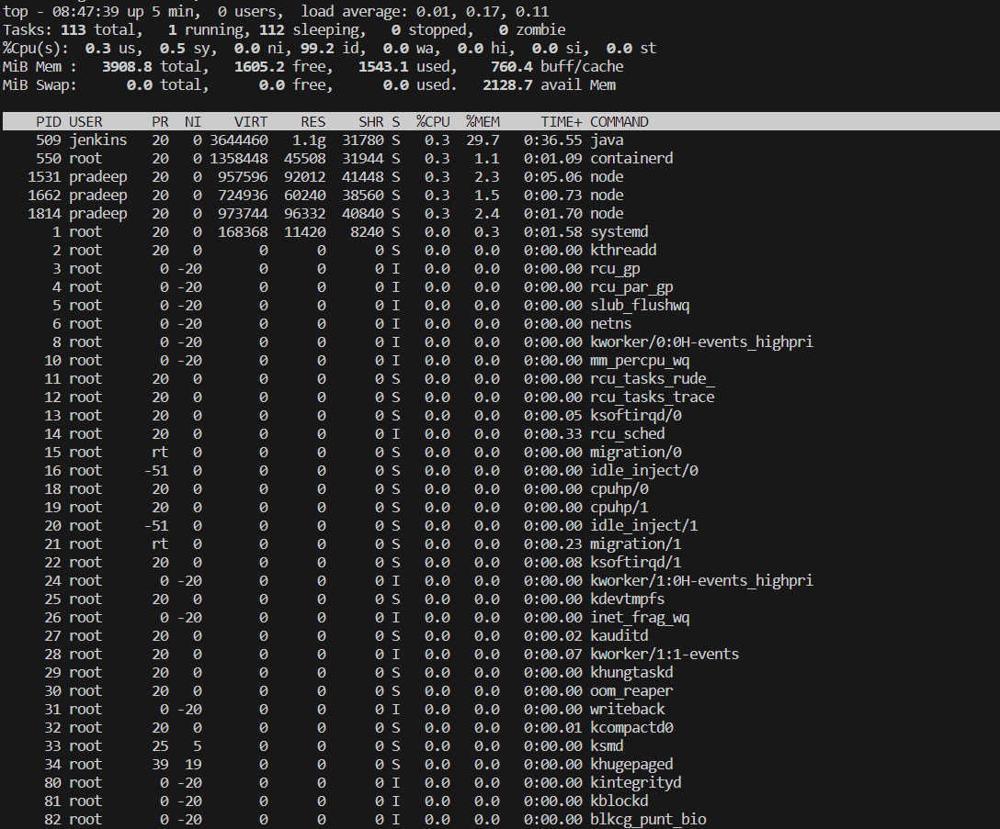 top - 08:47:39 up 5 min,  0 users,  load average: 0.01, 0.17, 0.11
Tasks: 113 total,   1 running, 112 sleeping,   0 stopped,   0 zombie
%Cpu(s):  0.3 us,  0.5 sy,  0.0 ni, 99.2 id,  0.0 wa,  0.0 hi,  0.0 si,  0.0 st
MiB Mem :   3908.8 total,   1605.2 free,   1543.1 used,    760.4 buff/cache
MiB Swap:      0.0 total,      0.0 free,      0.0 used.   2128.7 avail Mem
PID USER      PR  NI    VIRT    RES    SHR S  %CPU  %MEM     TIME+ COMMAND
509 jenkins   20   0 3644460   1.1g  31780 S   0.3  29.7   0:36.55 java
550 root      20   0 1358448  45508  31944 S   0.3   1.1   0:01.09 containerd
1531 pradeep   20   0  957596  92012  41448 S   0.3   2.3   0:05.06 node
1662 pradeep   20   0  724936  60240  38560 S   0.3   1.5   0:00.73 node
1814 pradeep   20   0  973744  96332  40840 S   0.3   2.4   0:01.70 node
1 root      20   0  168368  11420   8240 S   0.0   0.3   0:01.58 systemd
2 root      20   0       0      0      0 S   0.0   0.0   0:00.00 kthreadd
3 root       0 -20       0      0      0 I   0.0   0.0   0:00.00 rcu_gp
4 root       0 -20       0      0      0 I   0.0   0.0   0:00.00 rcu_par_gp
5 root       0 -20       0      0      0 I   0.0   0.0   0:00.00 slub_flushwq
6 root       0 -20       0      0      0 I   0.0   0.0   0:00.00 netns
8 root       0 -20       0      0      0 I   0.0   0.0   0:00.00 kworker/0:0H-events_highpri
10 root       0 -20       0      0      0 I   0.0   0.0   0:00.00 mm_percpu_wq
11 root      20   0       0      0      0 S   0.0   0.0   0:00.00 rcu_tasks_rude_
12 root      20   0       0      0      0 S   0.0   0.0   0:00.00 rcu_tasks_trace
13 root      20   0       0      0      0 S   0.0   0.0   0:00.05 ksoftirqd/0
14 root      20   0       0      0      0 I   0.0   0.0   0:00.33 rcu_sched
15 root      rt   0       0      0      0 S   0.0   0.0   0:00.00 migration/0
16 root     -51   0       0      0      0 S   0.0   0.0   0:00.00 idle_inject/0
18 root      20   0       0      0      0 S   0.0   0.0   0:00.00 cpuhp/0
19 root      20   0       0      0      0 S   0.0   0.0   0:00.00 cpuhp/1
20 root     -51   0       0      0      0 S   0.0   0.0   0:00.00 idle_inject/1
21 root      rt   0       0      0      0 S   0.0   0.0   0:00.23 migration/1
22 root      20   0       0      0      0 S   0.0   0.0   0:00.08 ksoftirqd/1
24 root       0 -20       0      0      0 I   0.0   0.0   0:00.00 kworker/1:0H-events_highpri
25 root      20   0       0      0      0 S   0.0   0.0   0:00.00 kdevtmpfs
26 root       0 -20       0      0      0 I   0.0   0.0   0:00.00 inet_frag_wq
27 root      20   0       0      0      0 S   0.0   0.0   0:00.02 kauditd
28 root      20   0       0      0      0 I   0.0   0.0   0:00.07 kworker/1:1-events
29 root      20   0       0      0      0 S   0.0   0.0   0:00.00 khungtaskd
30 root      20   0       0      0      0 S   0.0   0.0   0:00.00 oom_reaper
31 root       0 -20       0      0      0 I   0.0   0.0   0:00.00 writeback
32 root      20   0       0      0      0 S   0.0   0.0   0:00.01 kcompactd0
33 root      25   5       0      0      0 S   0.0   0.0   0:00.00 ksmd
34 root      39  19       0      0      0 S   0.0   0.0   0:00.00 khugepaged
80 root       0 -20       0      0      0 I   0.0   0.0   0:00.00 kintegrityd
81 root       0 -20       0      0      0 I   0.0   0.0   0:00.00 kblockd
82 root       0 -20       0      0      0 I   0.0   0.0   0:00.00 blkcg_punt_bio